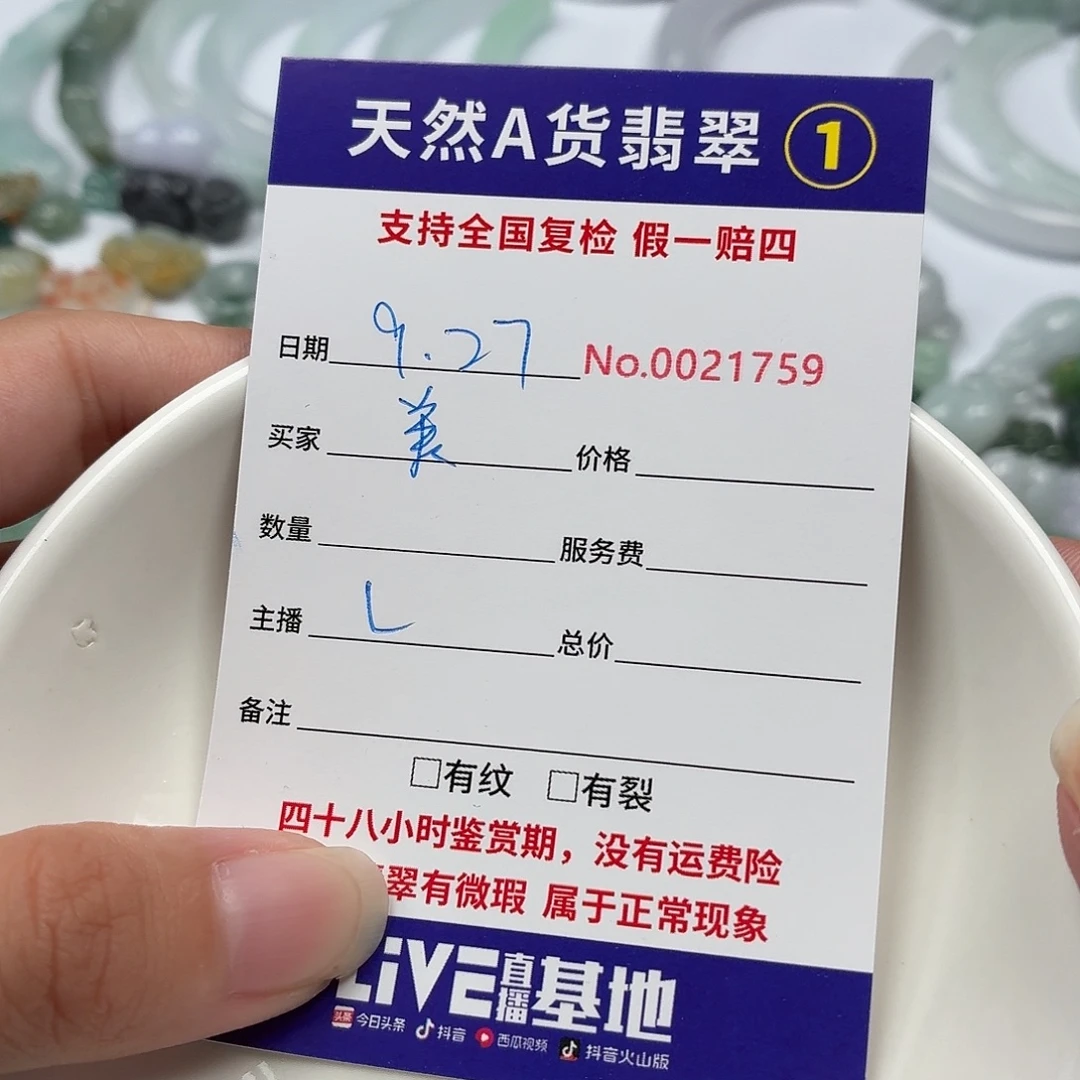 天然A货翡翠 1
支持全国复检 假一赔四
日期 9.27 No.0021759
买家 美 价格
数量 服务费
主播 L 总价
备注
□有纹 □有裂
四十八小时鉴赏期，没有运费险
翠有微瑕 属于正常现象
LiVE直播基地
头条 今日头条 抖音 西瓜视频 抖音火山版